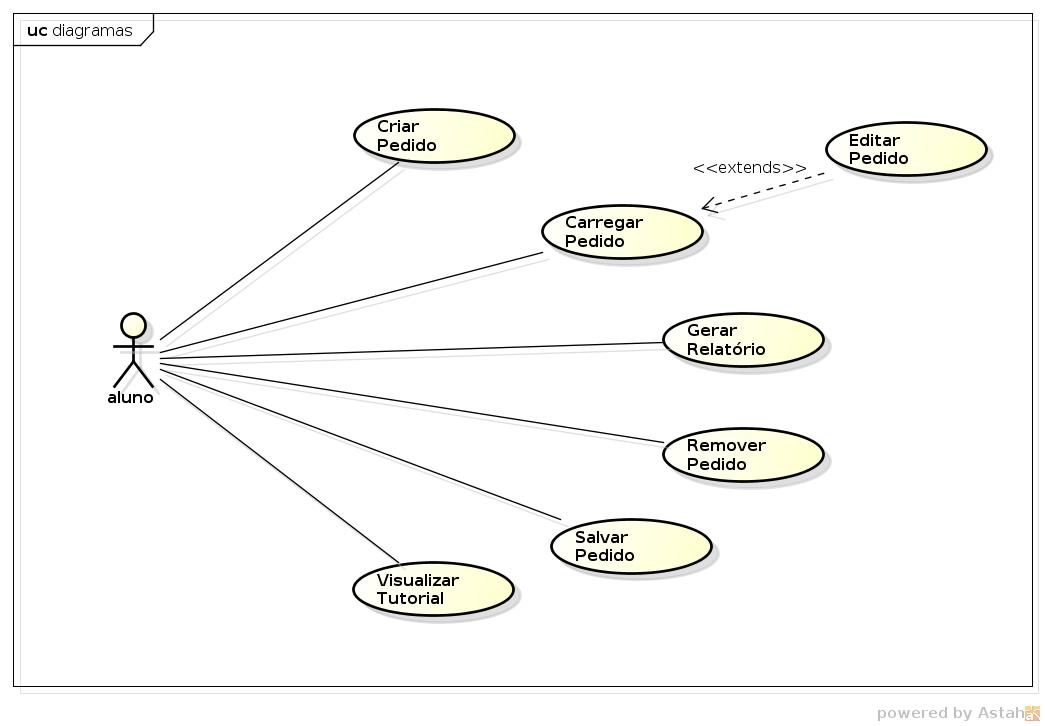 uc diagramas
Criar
Pedido
Editar
Pedido
<<extends>>
Carregar
Pedido
Gerar
Relatório
aluno
Remover
Pedido
Salvar
Pedido
Visualizar
Tutorial
powered by Astah